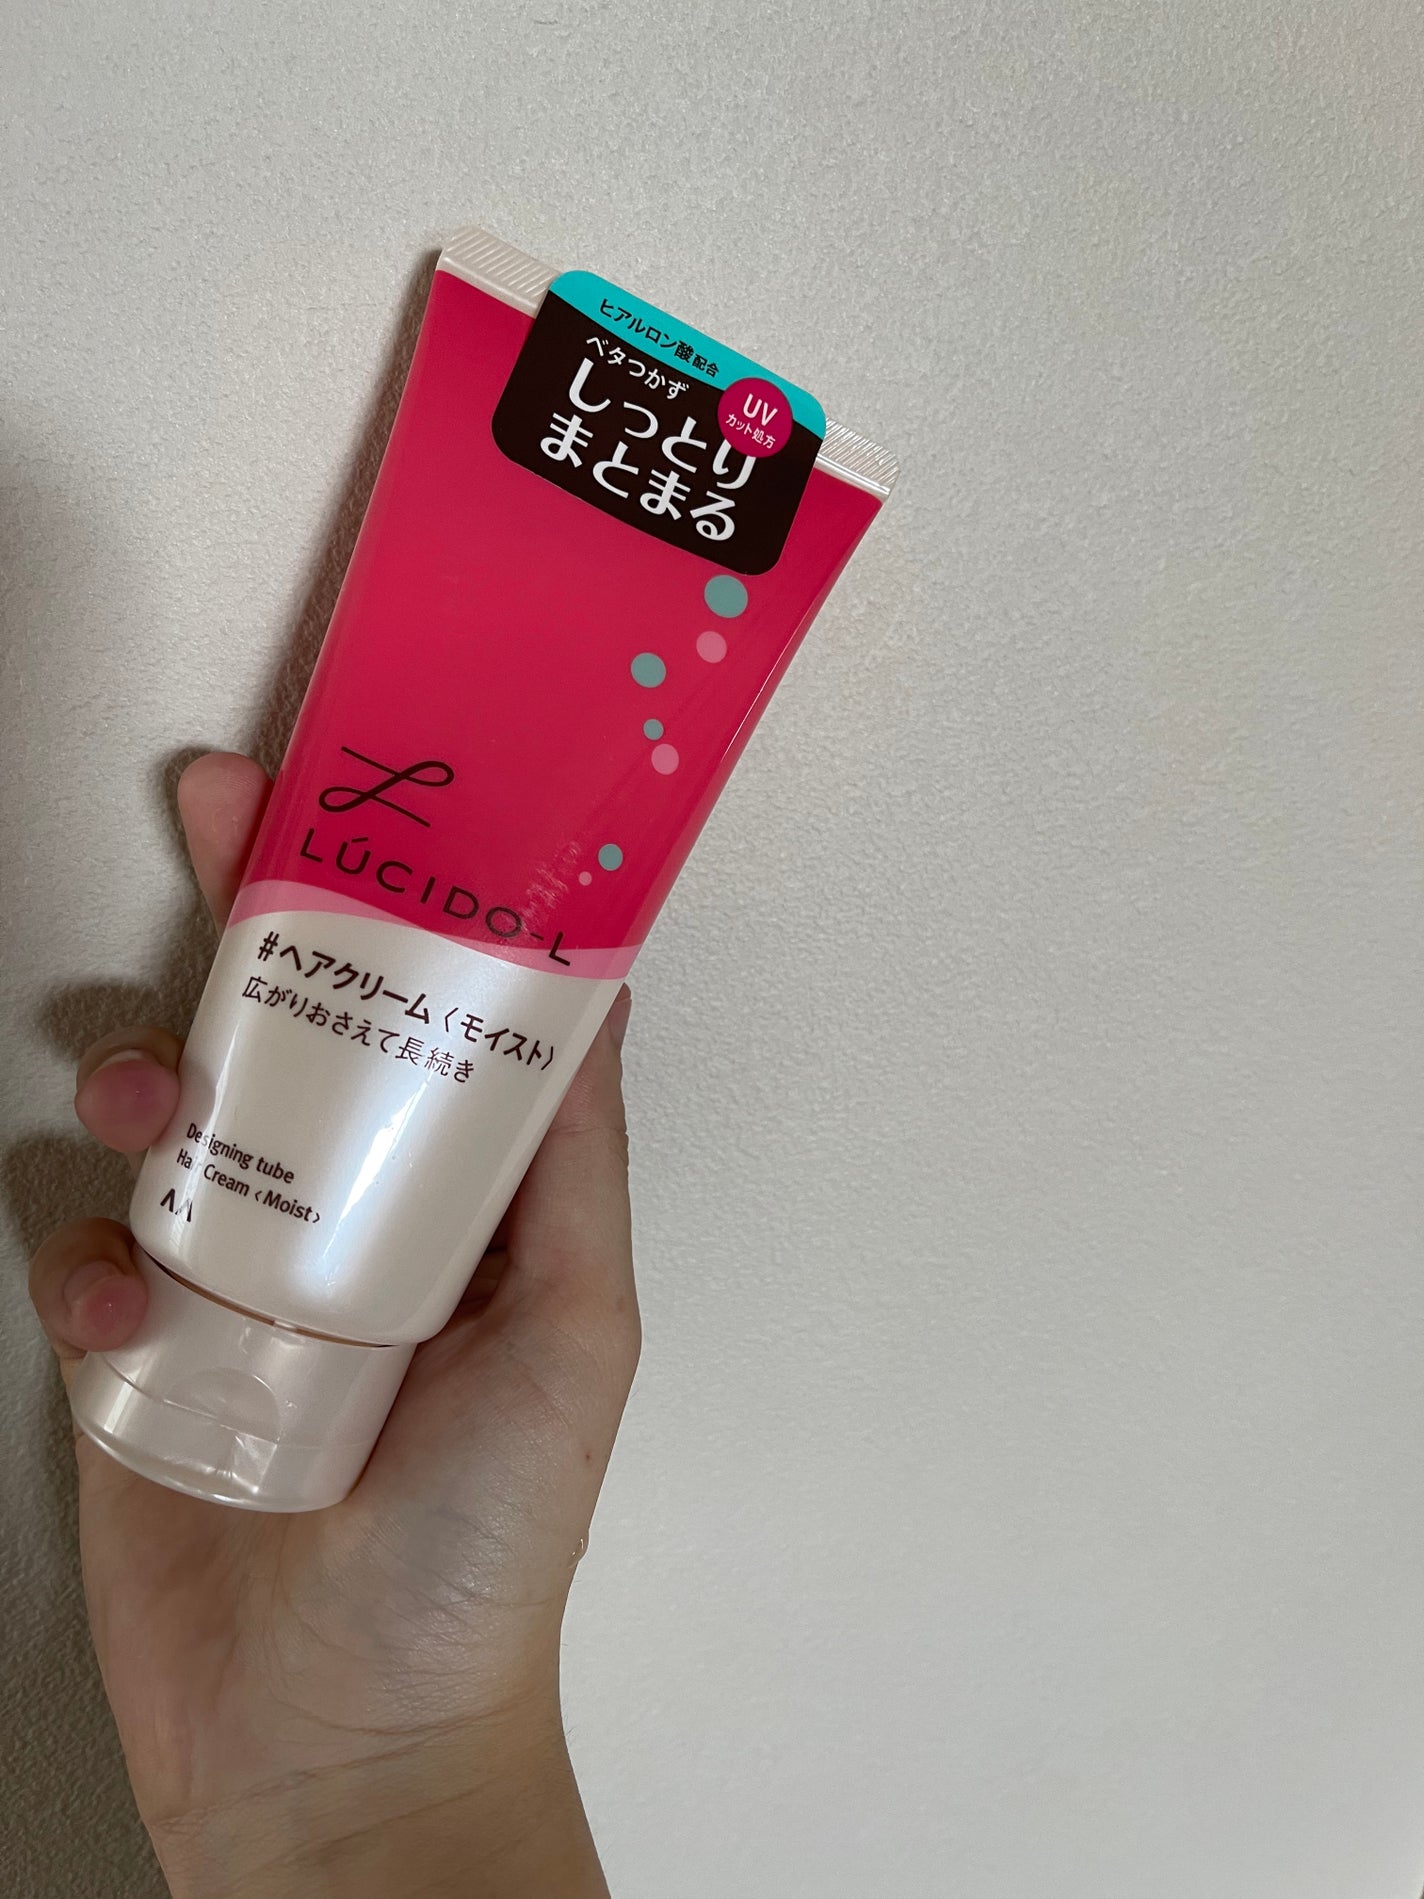 ヒアルロン酸配合
ベタつかず
しっとり
まとまる
UV
カット処方
LÚCIDO-L
#ヘアクリーム〈モイスト〉
広がりおさえて長続き
Designing tube
Hair Cream ‹Moist›